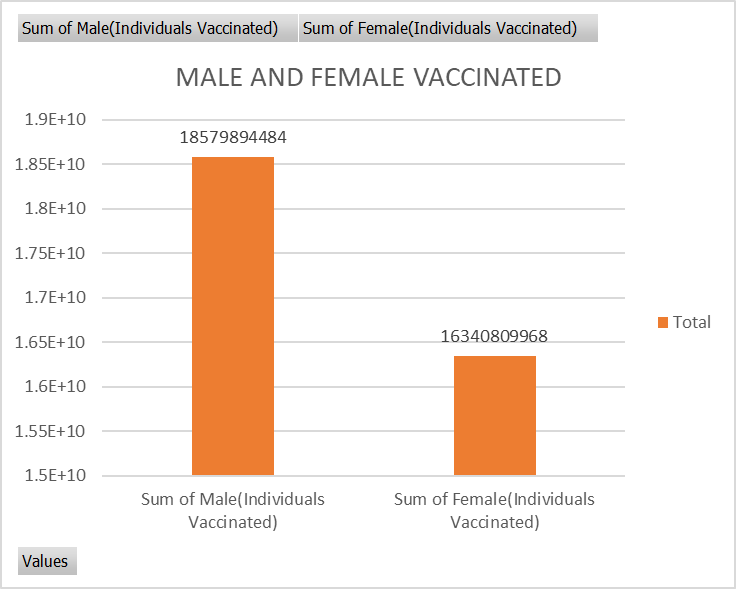 Sum of Male(Individuals Vaccinated) Sum of Female(Individuals Vaccinated)
MALE AND FEMALE VACCINATED
1.9E+10
18579894484
1.85E+10
1.8E+10
1.75E+10
1.7E+10
1.65E+10
16340809968
1.6E+10
1.55E+10
1.5E+10
Total
Sum of Male(Individuals
Vaccinated)
Sum of Female(Individuals
Vaccinated)
Values